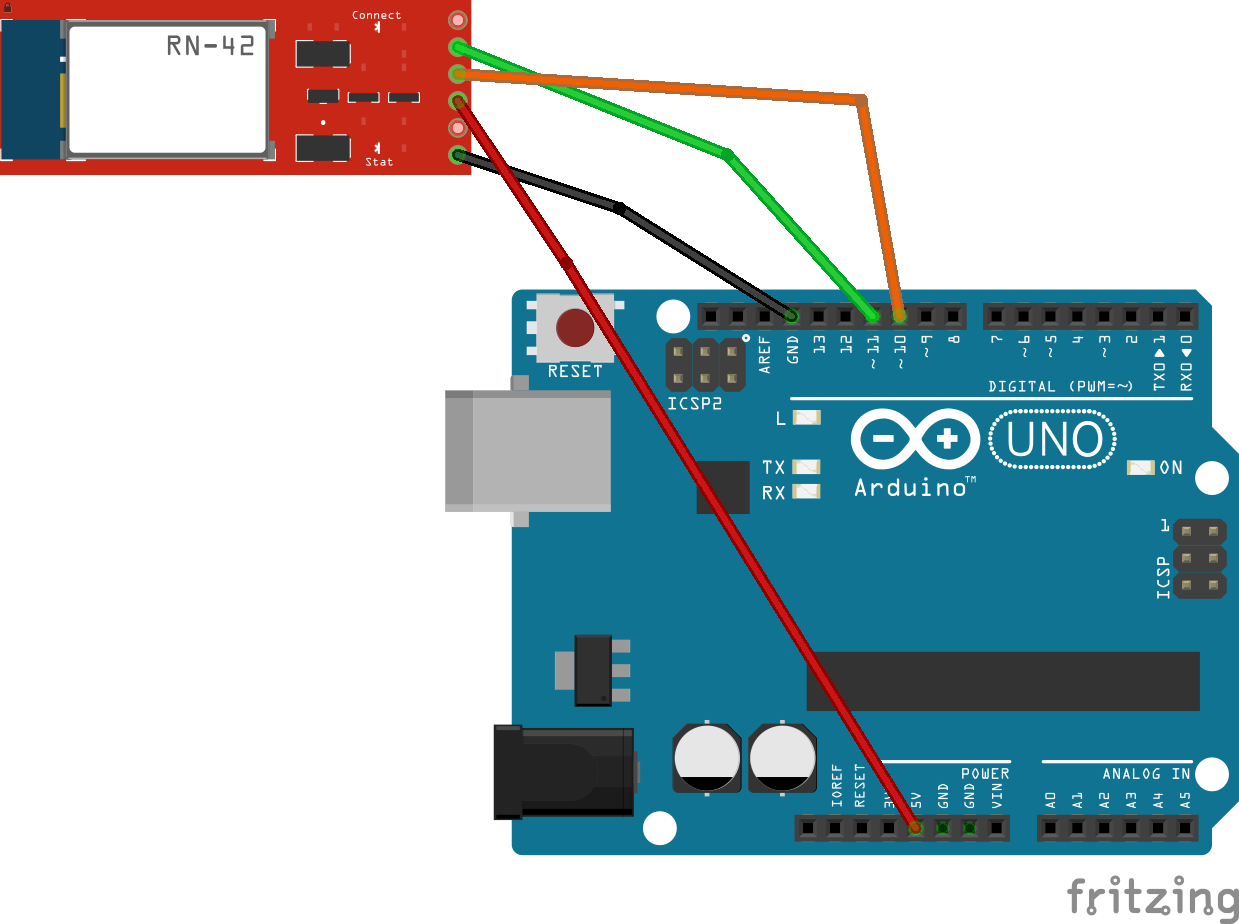 Connect
RN-42
Stat
RESET
ICSP2
AREF
GND
13
12
~11
~10
~9
8
7
~6
~5
4
~3
2
TX0▶1
RX0◀0
DIGITAL (PWM=~)
L
TX
RX
UNO
Arduino™
ON
1
ICSP
POWER
ANALOG IN
IOREF
RESET
5V
GND
GND
VIN
A0
A1
A2
A3
A4
A5
fritzing